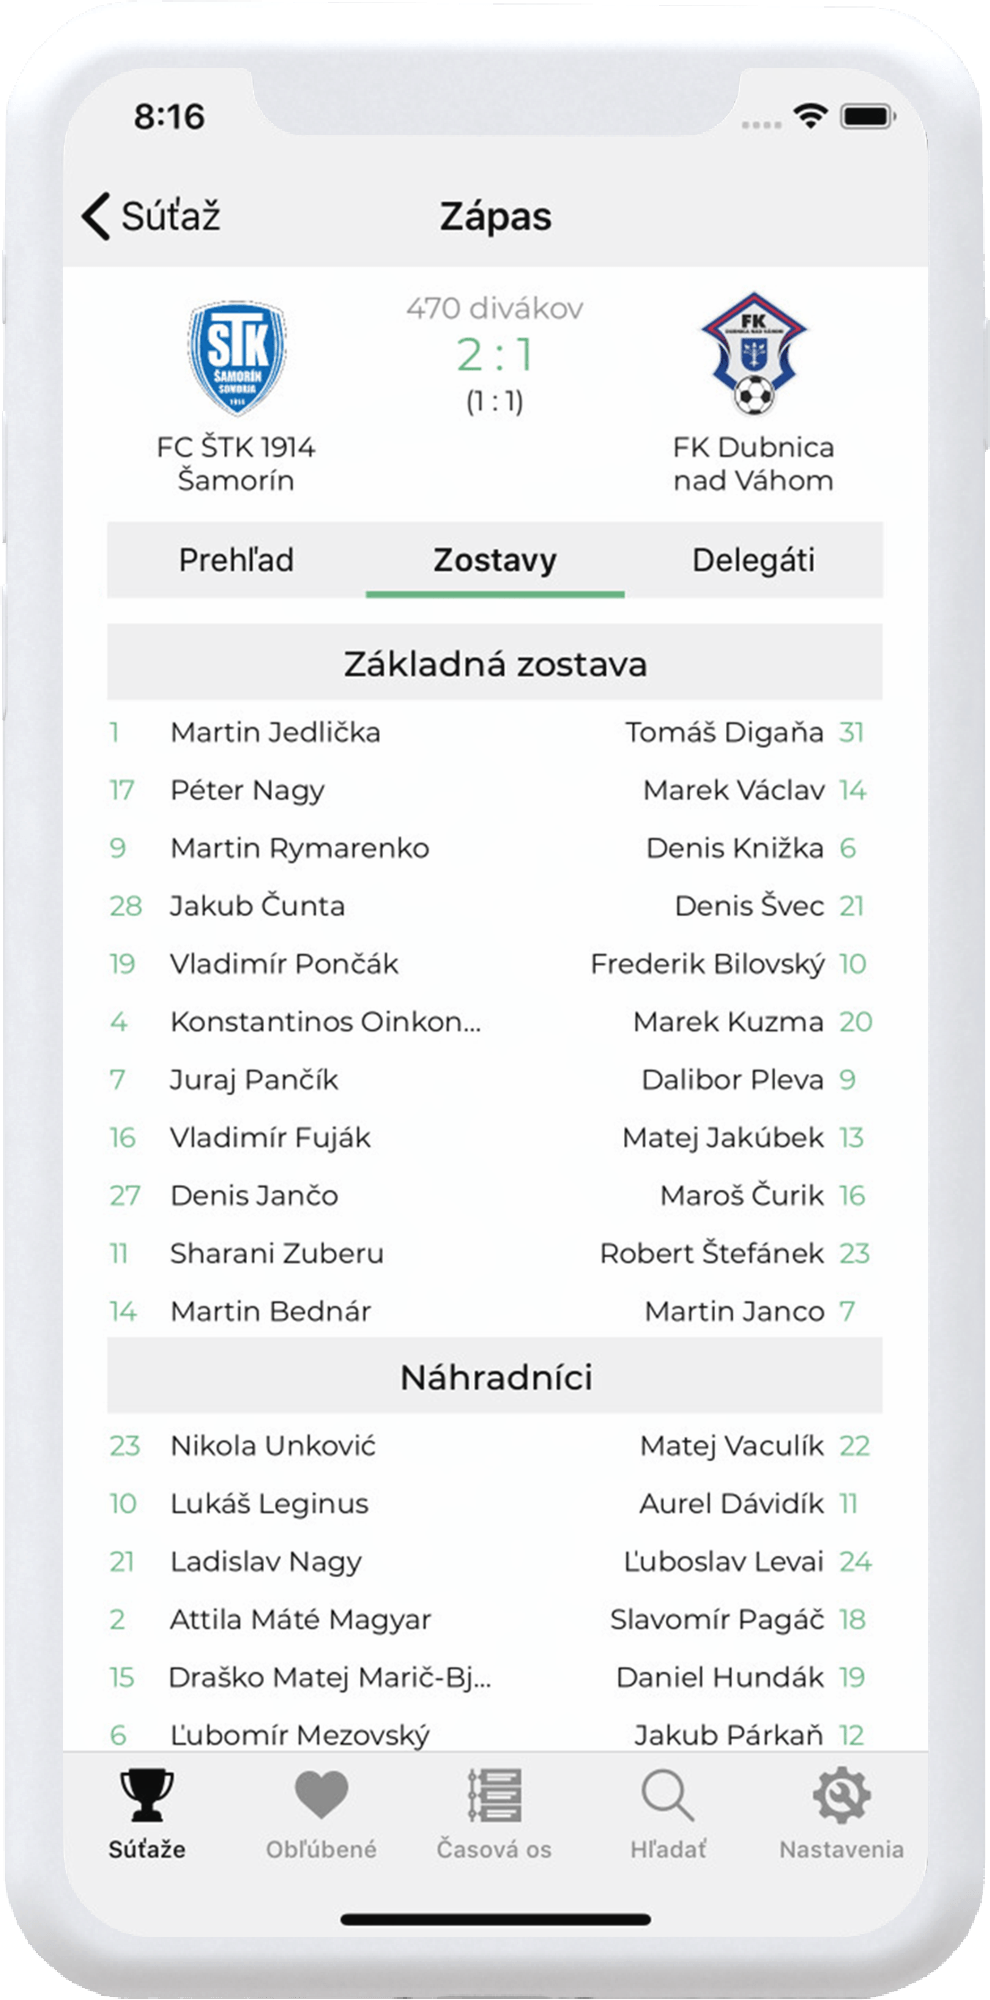 8:16
Súťaž
Zápas
470 divákov
2 : 1
(1 : 1)
STK
ŠAMORÍN
SOMORJA
1914
FK
DUBNICA NAD VÁHOM
FC ŠTK 1914
Šamorín
FK Dubnica
nad Váhom
Prehľad Zostavy Delegáti
Základná zostava
1 Martin Jedlička Tomáš Digaňa 31
17 Péter Nagy Marek Václav 14
9 Martin Rymarenko Denis Knižka 6
28 Jakub Čunta Denis Švec 21
19 Vladimír Pončák Frederik Bilovský 10
4 Konstantinos Oinkon... Marek Kuzma 20
7 Juraj Pančík Dalibor Pleva 9
16 Vladimír Fuják Matej Jakúbek 13
27 Denis Jančo Maroš Čurik 16
11 Sharani Zuberu Robert Štefánek 23
14 Martin Bednár Martin Janco 7
Náhradníci
23 Nikola Unković Matej Vaculík 22
10 Lukáš Leginus Aurel Dávidík 11
21 Ladislav Nagy Ľuboslav Levai 24
2 Attila Máté Magyar Slavomír Pagáč 18
15 Draško Matej Marič-Bj... Daniel Hundák 19
6 Ľubomír Mezovský Jakub Párkaň 12
Súťaže Obľúbené Časová os Hľadať Nastavenia